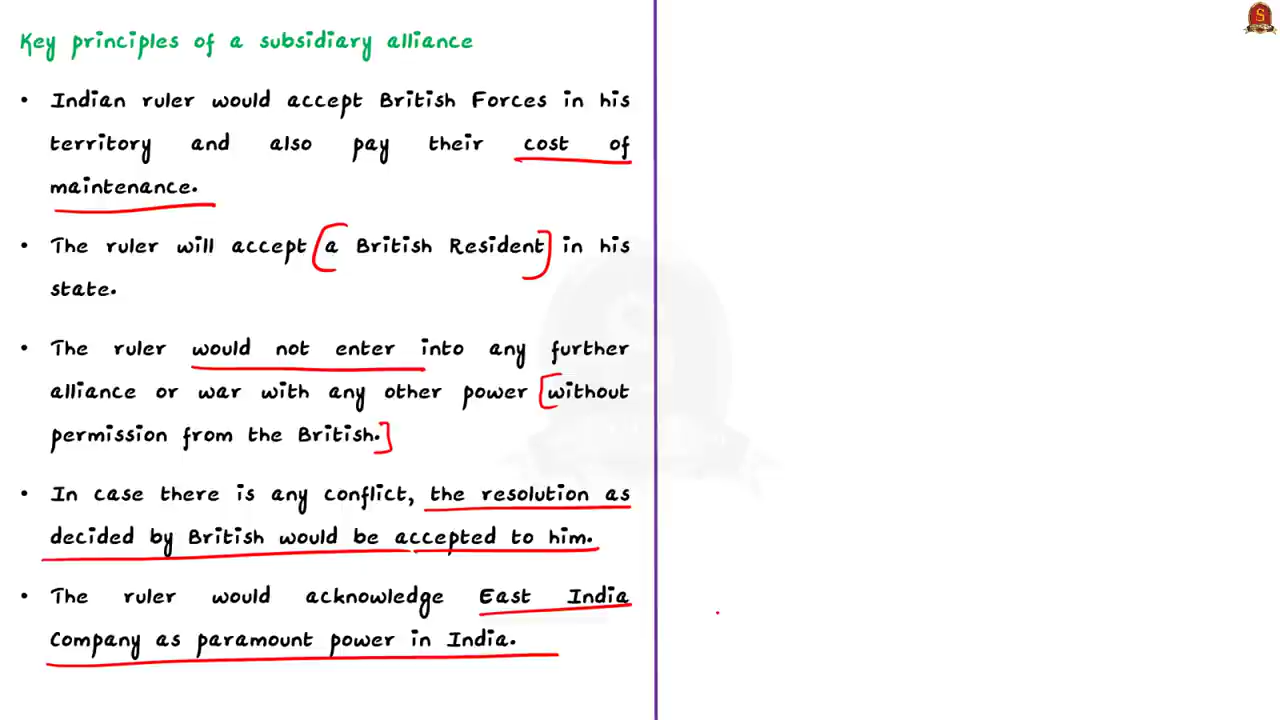 Key principles of a subsidiary alliance
• Indian ruler would accept British Forces in his
territory and also pay their cost of
maintenance.
• The ruler will accept [a British Resident] in his
state.
• The ruler would not enter into any further
alliance or war with any other power [without
permission from the British.]
• In case there is any conflict, the resolution as
decided by British would be accepted to him.
• The ruler would acknowledge East India
Company as paramount power in India.
S